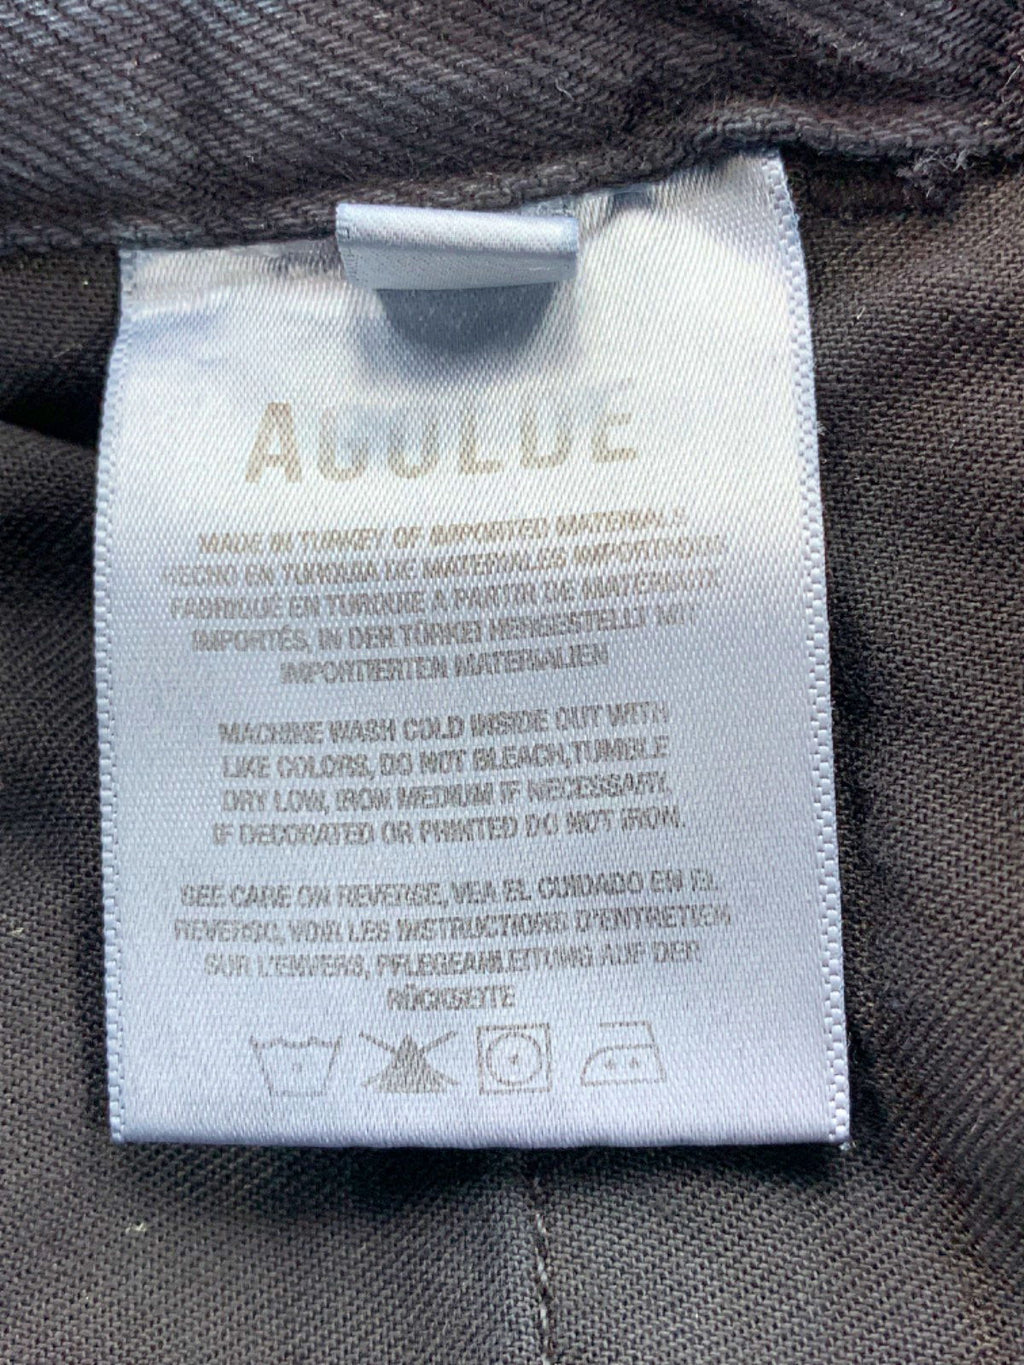 AGOLDE
MADE IN TURKEY OF IMPORTED MATERIALS
HECHO EN TURQUIA DE MATERIALES IMPORTADOS
FABRIQUÉ EN TURQUIE A PARTIR DE MATERIAUX
IMPORTÉS, IN DER TÜRKEI HERGESTELLT MIT
IMPORTIERTEN MATERIALIEN
MACHINE WASH COLD INSIDE OUT WITH
LIKE COLORS, DO NOT BLEACH,TUMBLE
DRY LOW, IRON MEDIUM IF NECESSARY.
IF DECORATED OR PRINTED DO NOT IRON.
SEE CARE ON REVERSE, VEA EL CUIDADO EN EL
REVERSO, VOIR LES INSTRUCTIONS D'ENTRETIEN
SUR L'ENVERS, PFLEGEANLEITUNG AUF DER
RÜCKSEITE